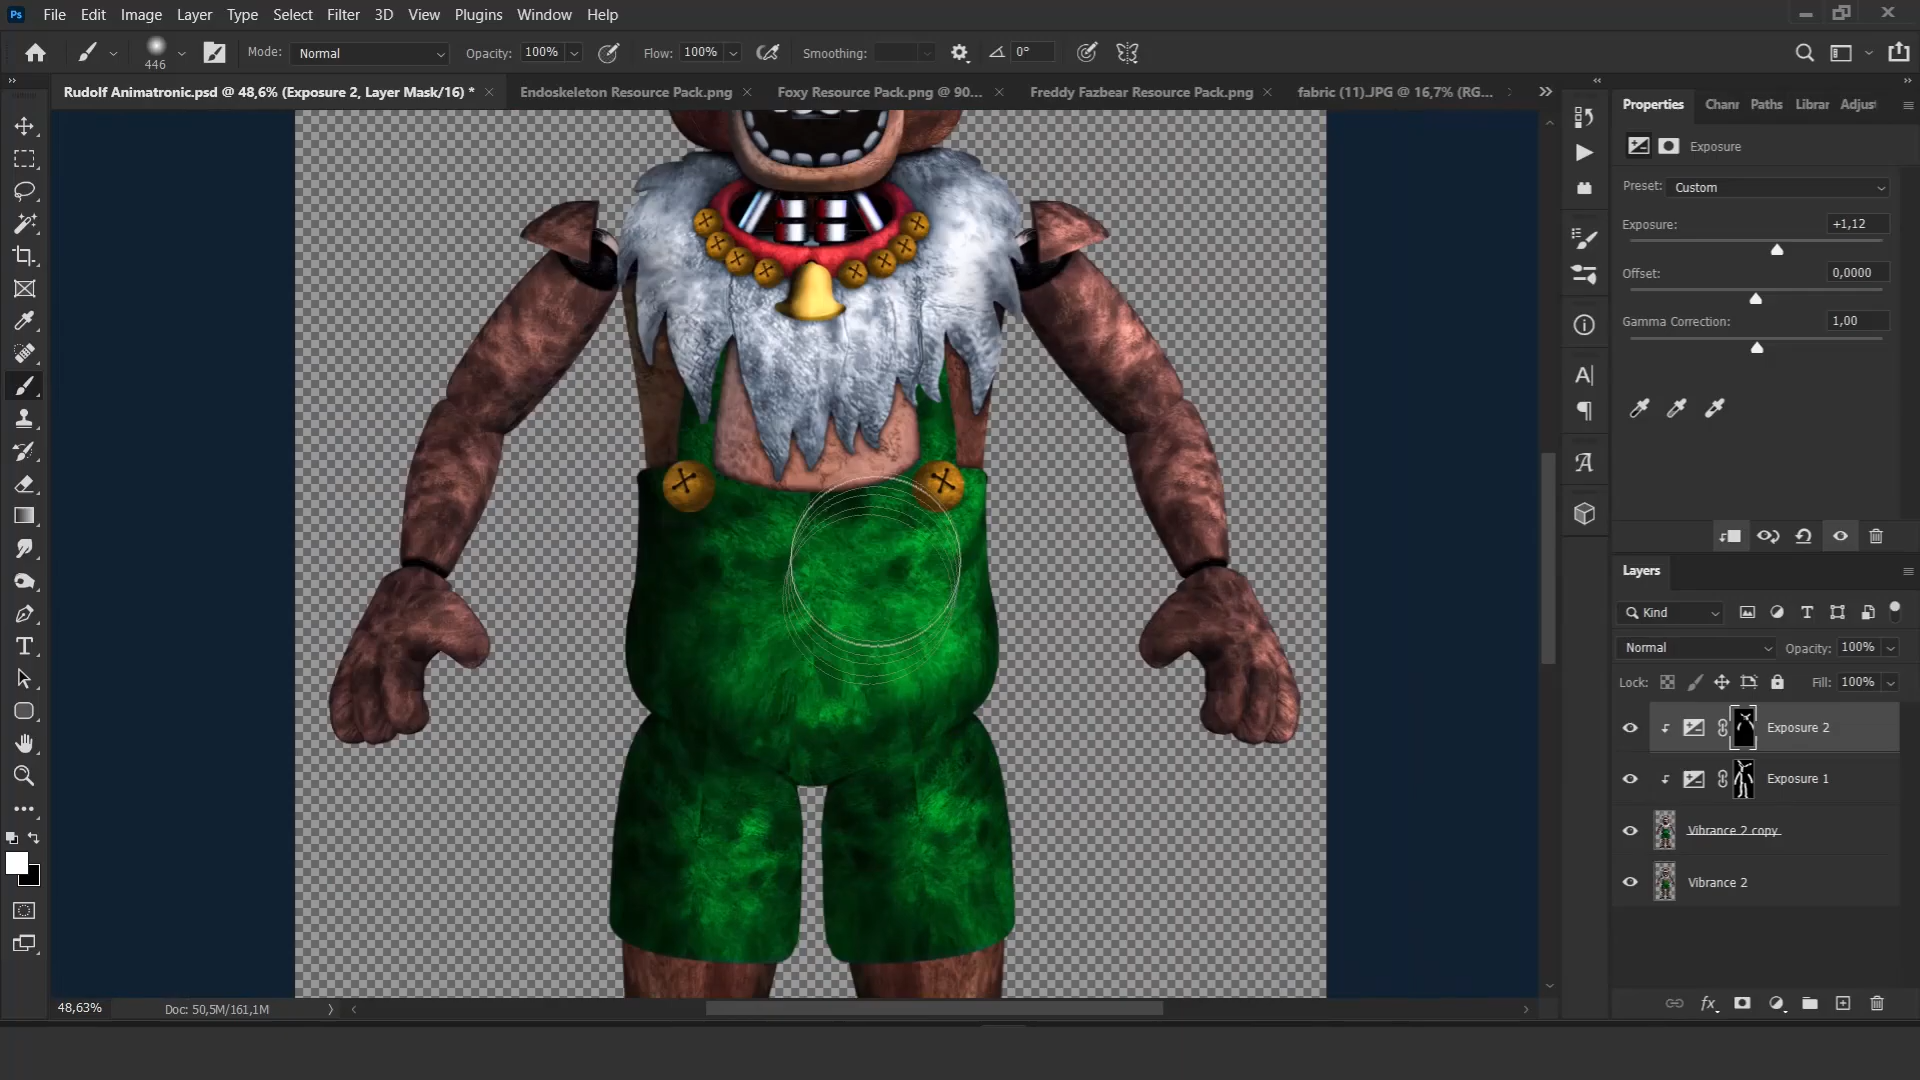 Ps File Edit Image Layer Type Select Filter 3D View Plugins Window Help
446 Mode: Normal Opacity: 100% Flow: 100% Smoothing: 0°
Rudolf Animatronic.psd @ 48,6% (Exposure 2, Layer Mask/16) * Endoskeleton Resource Pack.png Foxy Resource Pack.png @ 90... Freddy Fazbear Resource Pack.png fabric (11).JPG @ 16,7% (RG...
Properties Chann Paths Librar Adjus
Exposure
Preset: Custom
Exposure: +1,12
Offset: 0,0000
Gamma Correction: 1,00
Layers
Kind
Normal Opacity: 100%
Lock: Fill: 100%
Exposure 2
Exposure 1
Vibrance 2 copy
Vibrance 2
48,63% Doc: 50,5M/161,1M